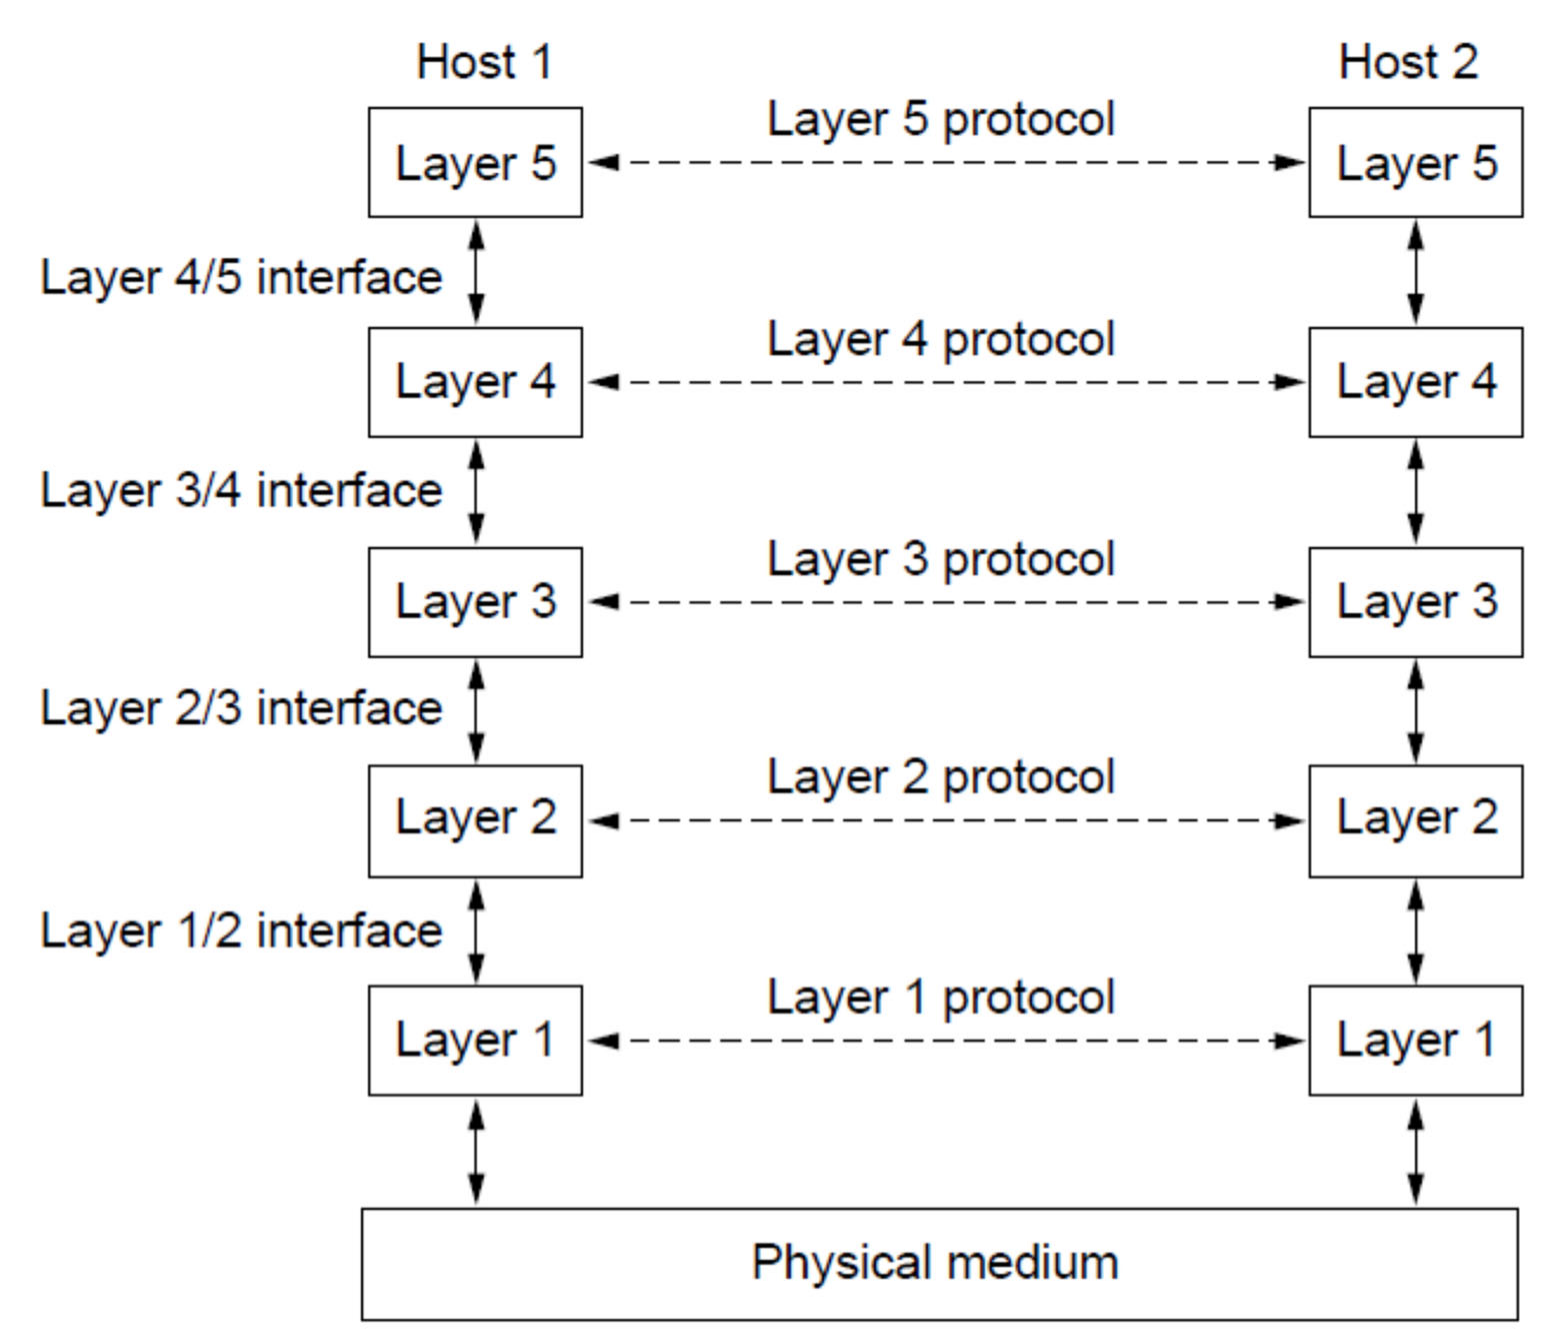 Host 1
Host 2
Layer 5 protocol
Layer 5
Layer 5
Layer 4/5 interface
Layer 4 protocol
Layer 4
Layer 4
Layer 3/4 interface
Layer 3 protocol
Layer 3
Layer 3
Layer 2/3 interface
Layer 2 protocol
Layer 2
Layer 2
Layer 1/2 interface
Layer 1 protocol
Layer 1
Layer 1
Physical medium